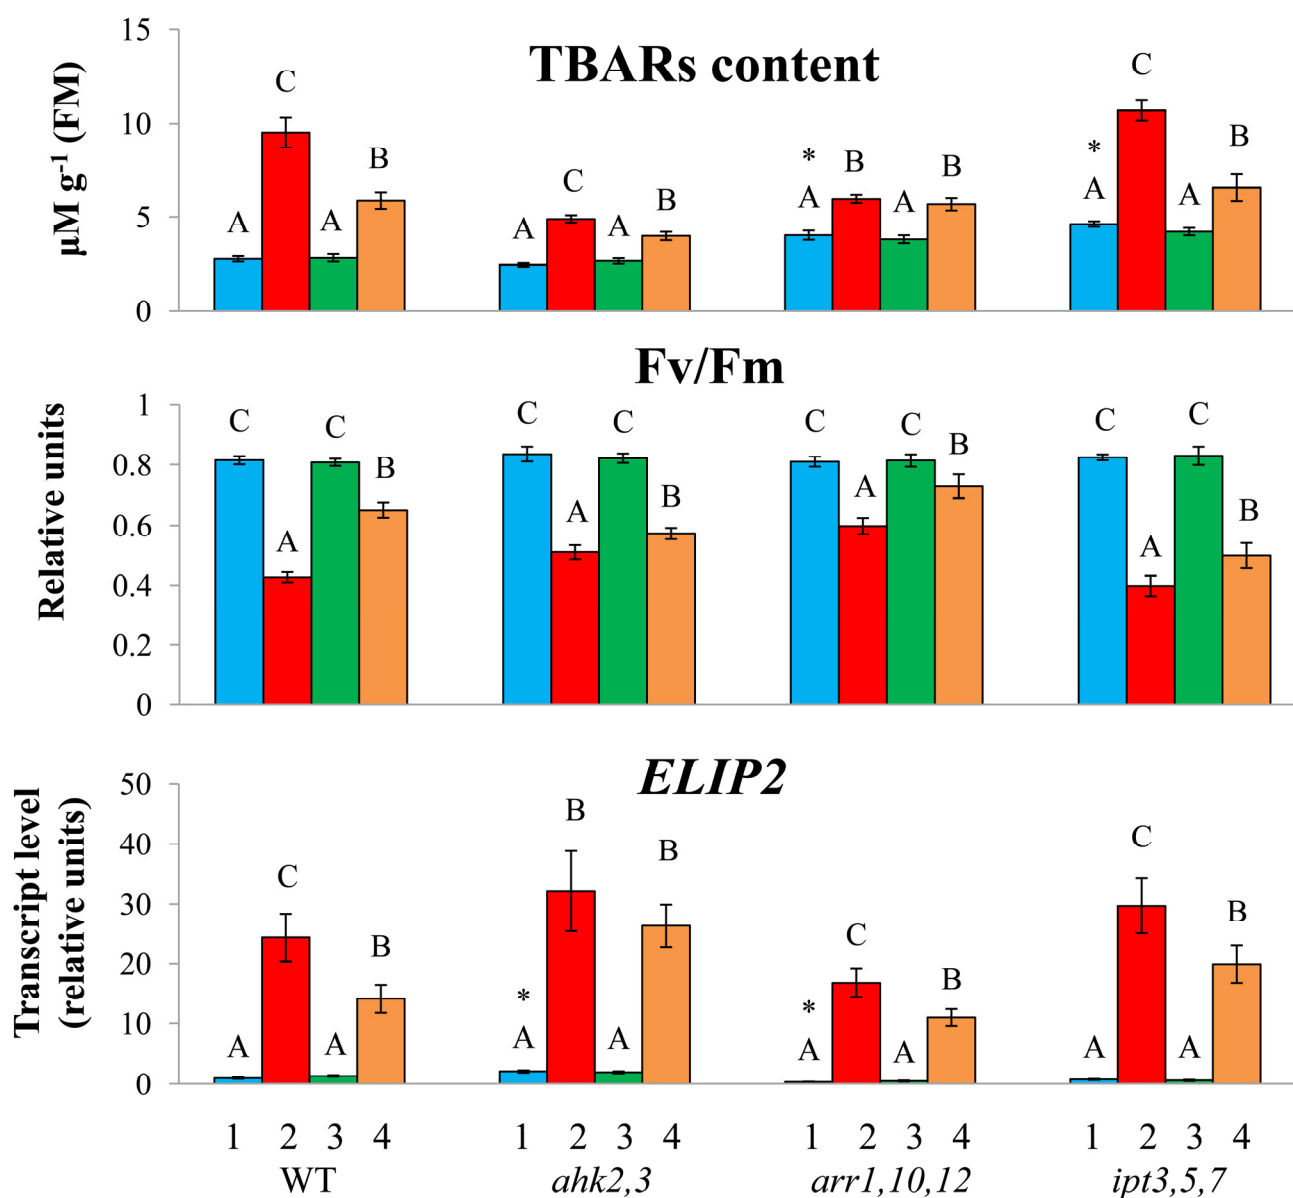 TBARs content
µM g-1 (FM)
15
10
5
0
A C A B
A C A B
* A B A B
* A C A B
Fv/Fm
Relative units
1
0.8
0.6
0.4
0.2
0
C A C B
C A C B
C A C B
C A C B
ELIP2
Transcript level
(relative units)
50
40
30
20
10
0
A C A B
* A B A B
* A C A B
A C A B
1 2 3 4 1 2 3 4 1 2 3 4 1 2 3 4
WT ahk2,3 arr1,10,12 ipt3,5,7